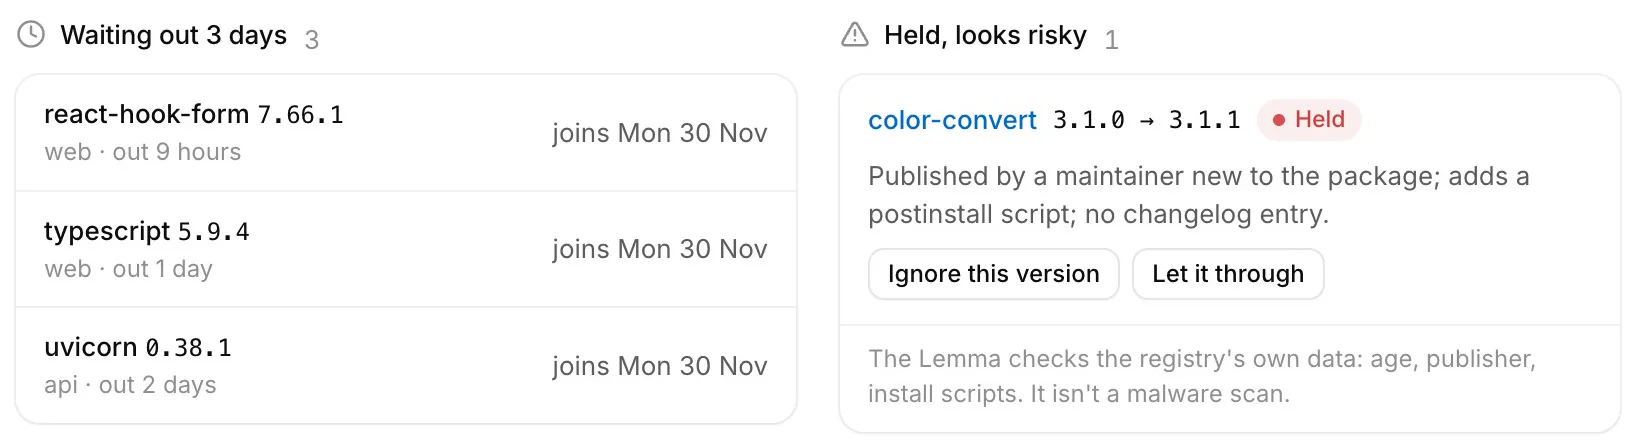 Waiting out 3 days 3
react-hook-form 7.66.1
web · out 9 hours
joins Mon 30 Nov
typescript 5.9.4
web · out 1 day
joins Mon 30 Nov
uvicorn 0.38.1
api · out 2 days
joins Mon 30 Nov
Held, looks risky 1
color-convert 3.1.0 → 3.1.1 Held
Published by a maintainer new to the package; adds a
postinstall script; no changelog entry.
Ignore this version
Let it through
The Lemma checks the registry's own data: age, publisher,
install scripts. It isn't a malware scan.